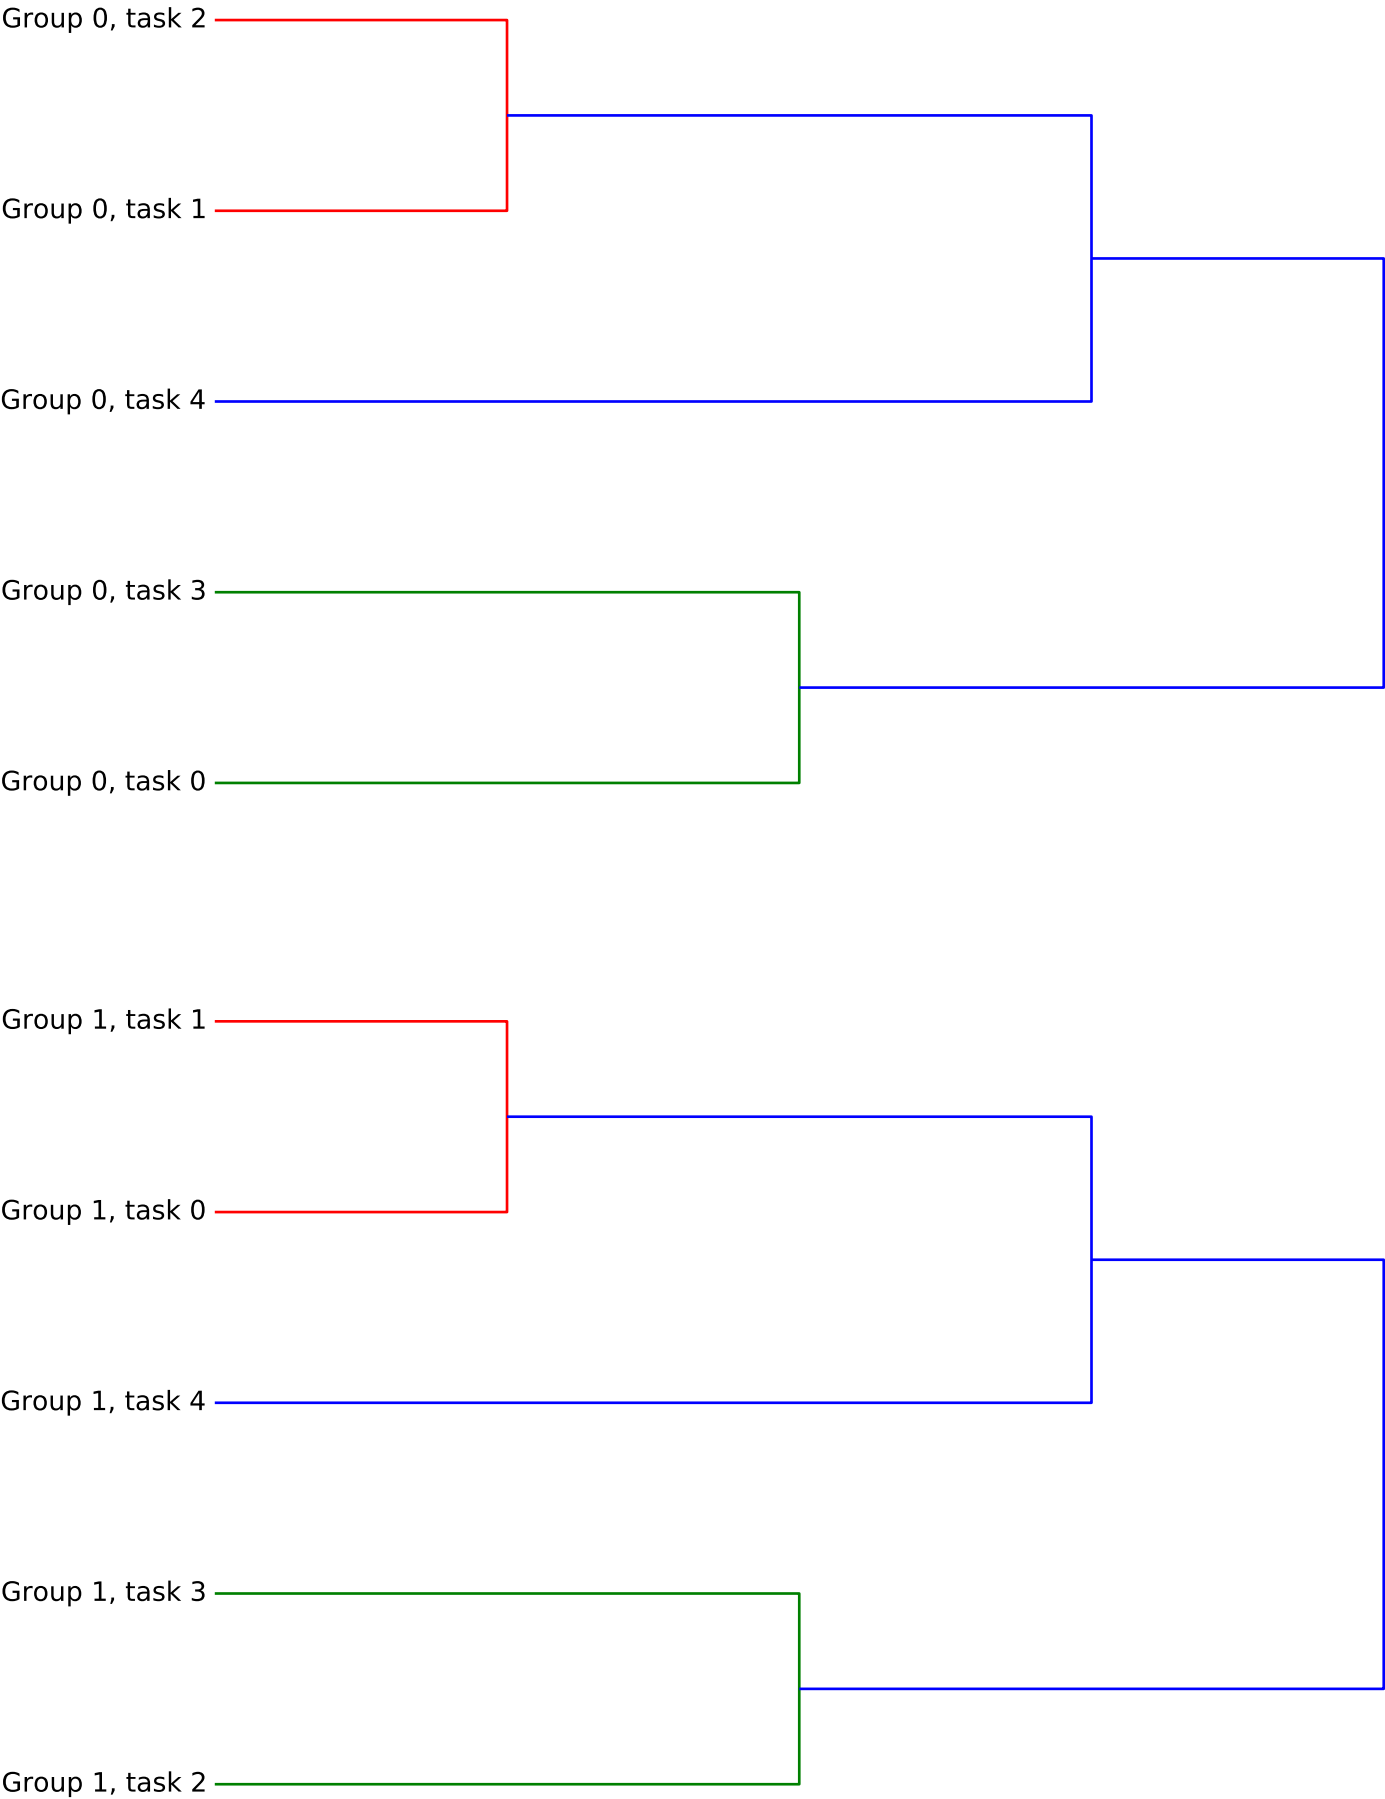 Group 0, task 2
Group 0, task 1
Group 0, task 4
Group 0, task 3
Group 0, task 0
Group 1, task 1
Group 1, task 0
Group 1, task 4
Group 1, task 3
Group 1, task 2